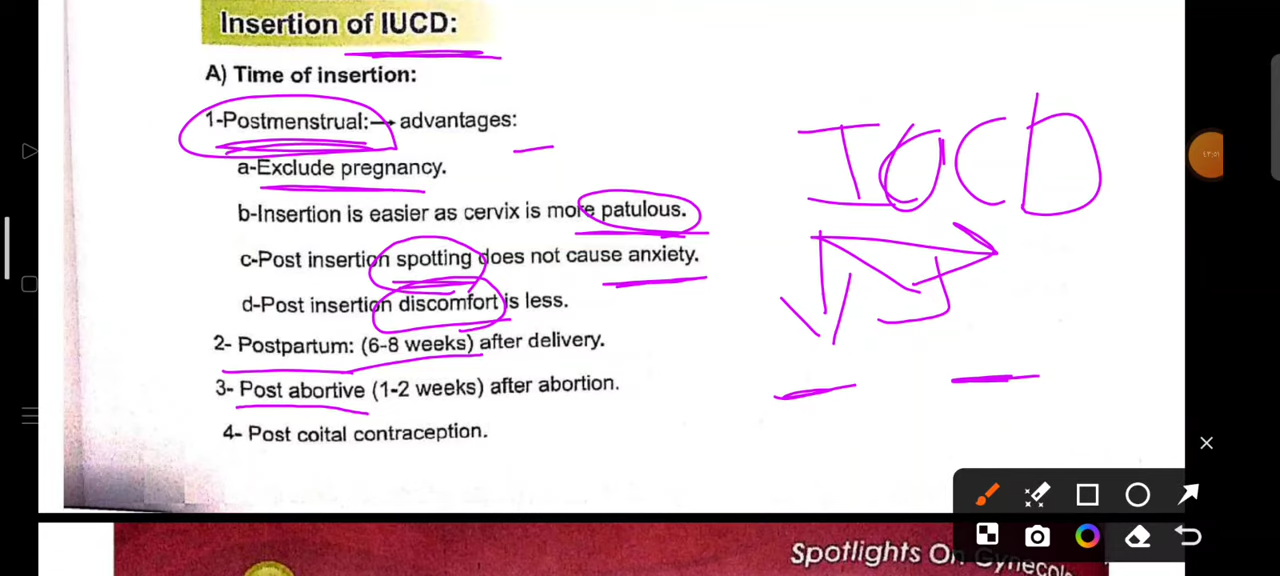 Insertion of IUCD:
A) Time of insertion:
1-Postmenstrual:→ advantages:
a-Exclude pregnancy.
b-Insertion is easier as cervix is more patulous.
c-Post insertion spotting does not cause anxiety.
d-Post insertion discomfort is less.
2- Postpartum: (6-8 weeks) after delivery.
3- Post abortive (1-2 weeks) after abortion.
4- Post coital contraception.
IUCD
٤٣:٥١
Spotlights On